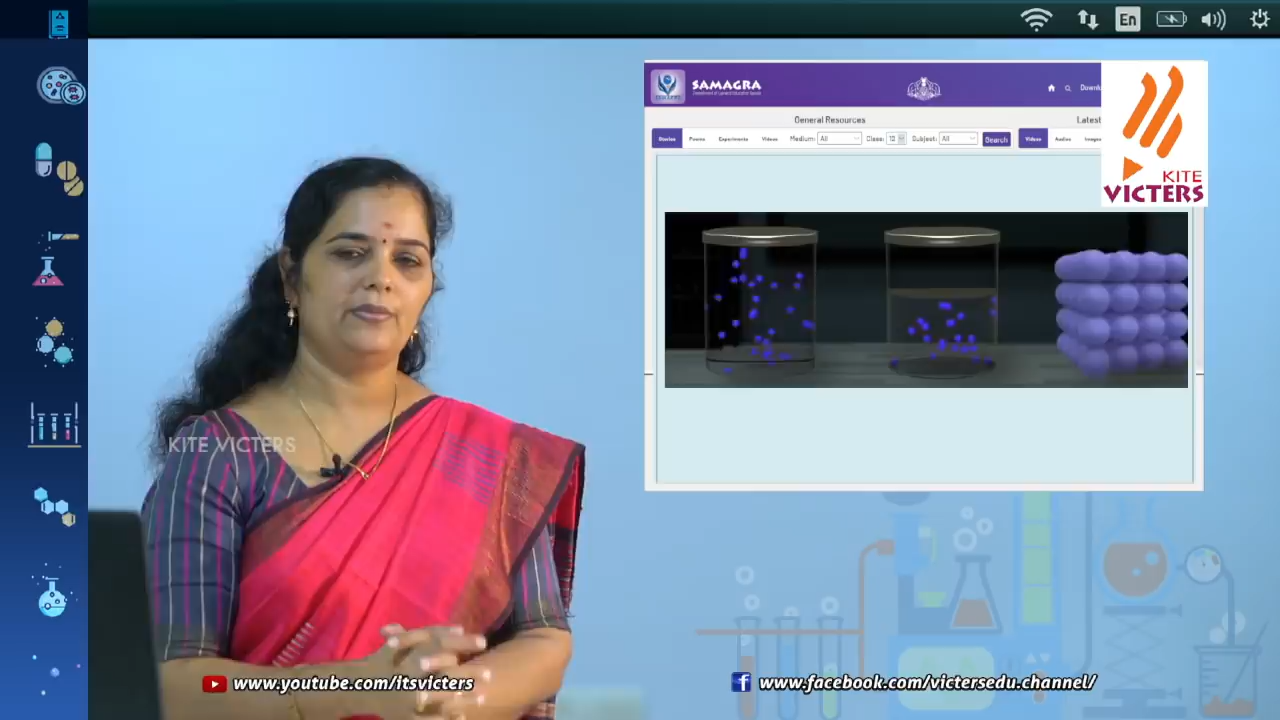 En
SAMAGRA
General Resources
Latest
Medium: All
Class: 12
Subject: All
Search
Videos
KITE
VICTERS
KITE VICTERS
www.youtube.com/itsvicters
www.facebook.com/victersedu.channel/